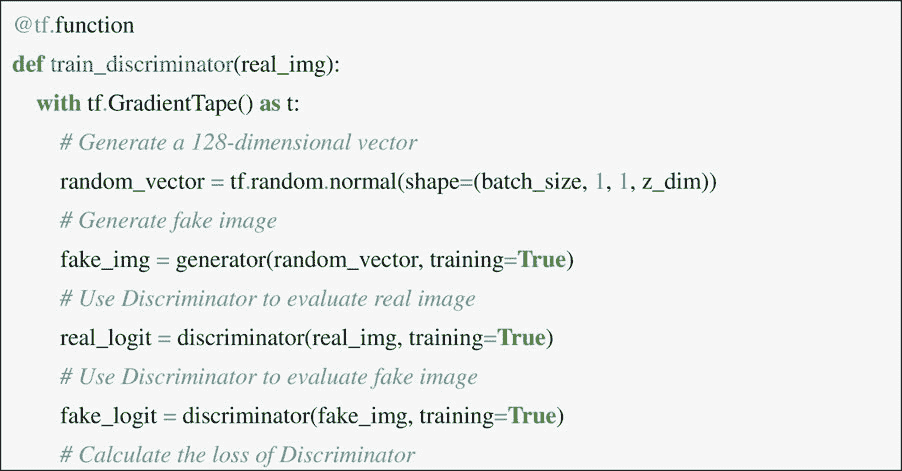 @tf.function
def train_discriminator(real_img):
    with tf.GradientTape() as t:
        # Generate a 128-dimensional vector
        random_vector = tf.random.normal(shape=(batch_size, 1, 1, z_dim))
        # Generate fake image
        fake_img = generator(random_vector, training=True)
        # Use Discriminator to evaluate real image
        real_logit = discriminator(real_img, training=True)
        # Use Discriminator to evaluate fake image
        fake_logit = discriminator(fake_img, training=True)
        # Calculate the loss of Discriminator